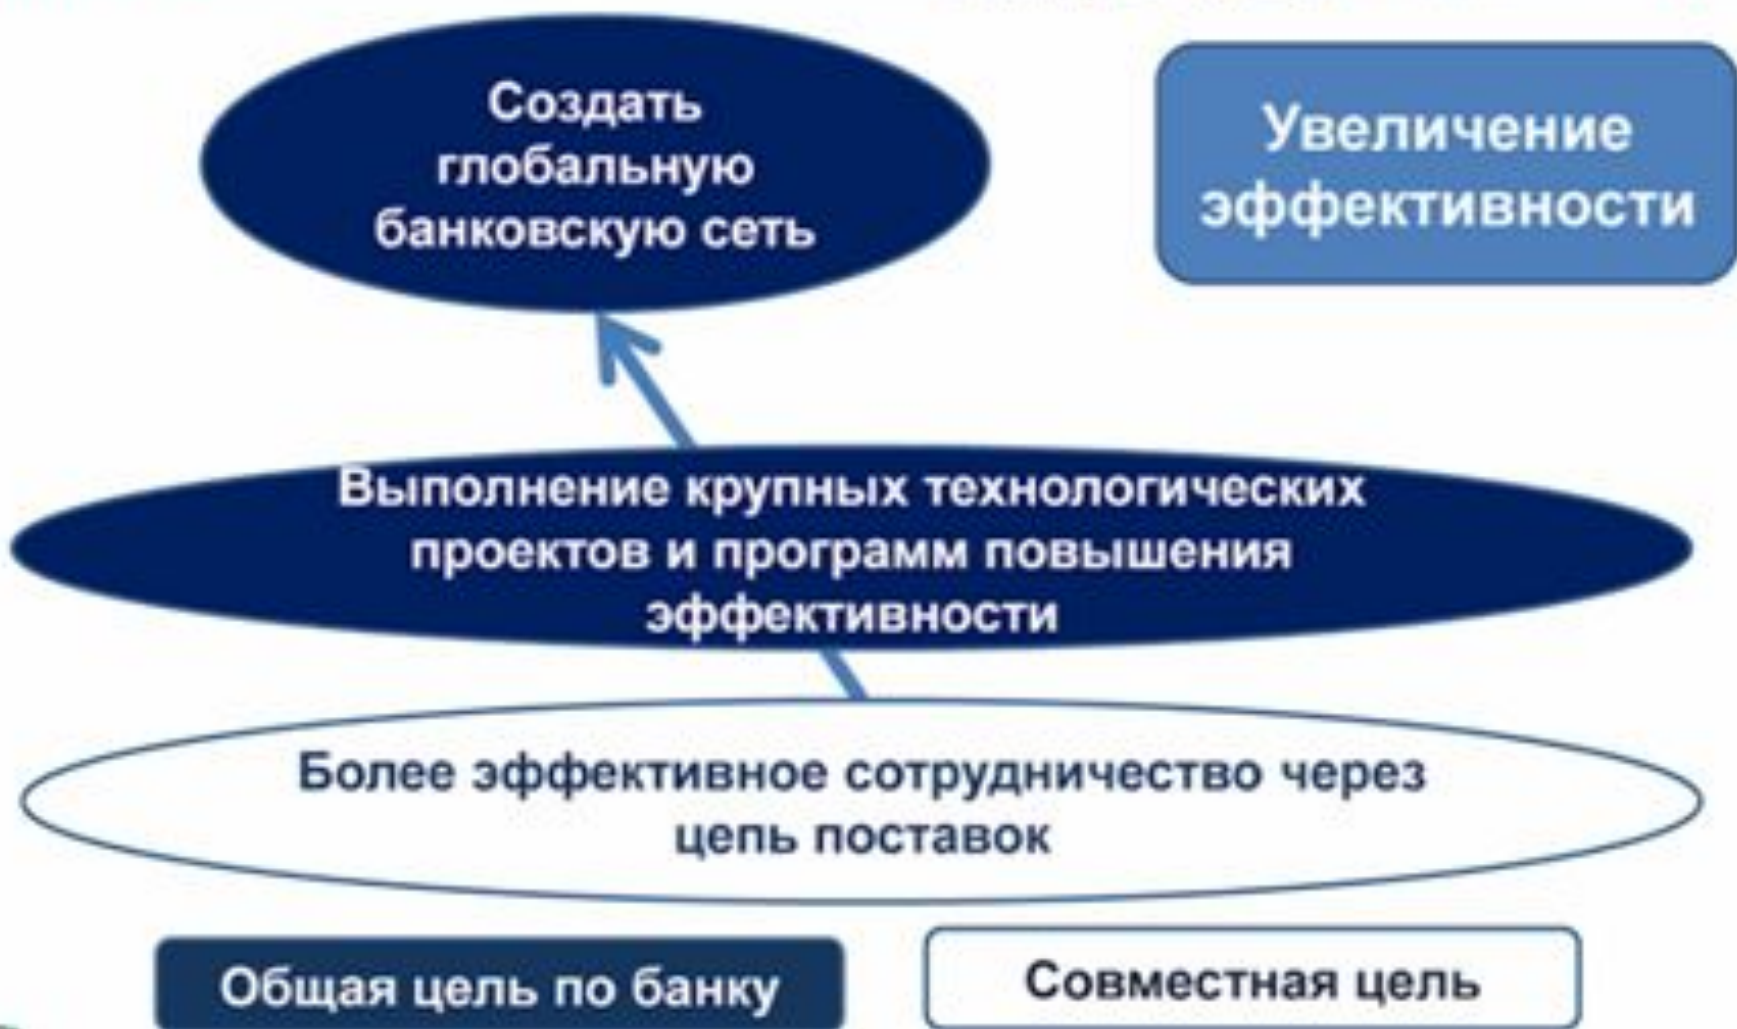 Создать
глобальную
банковскую сеть
Увеличение
эффективности
Выполнение крупных технологических
проектов и программ повышения
эффективности
Более эффективное сотрудничество через
цепь поставок
Общая цель по банку
Совместная цель